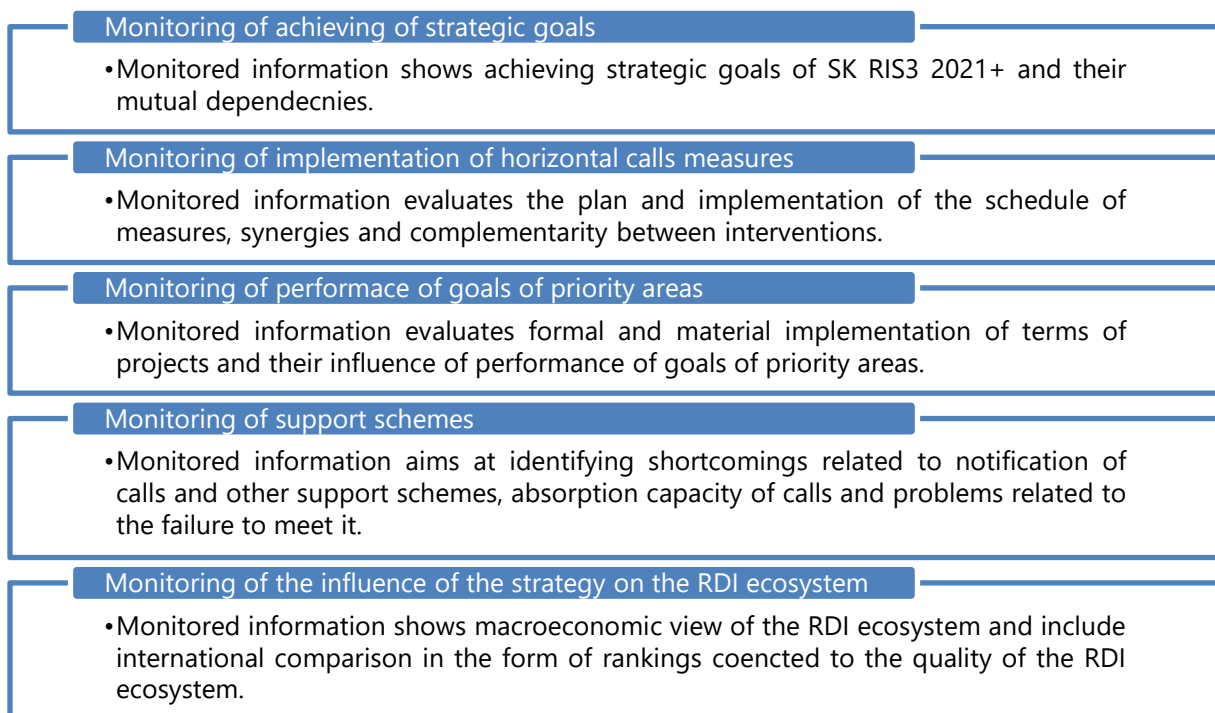 Monitoring of achieving of strategic goals
•Monitored information shows achieving strategic goals of SK RIS3 2021+ and their
mutual dependecnies.
Monitoring of implementation of horizontal calls measures
•Monitored information evaluates the plan and implementation of the schedule of
measures, synergies and complementarity between interventions.
Monitoring of performace of goals of priority areas
•Monitored information evaluates formal and material implementation of terms of
projects and their influence of performance of goals of priority areas.
Monitoring of support schemes
•Monitored information aims at identifying shortcomings related to notification of
calls and other support schemes, absorption capacity of calls and problems related to
the failure to meet it.
Monitoring of the influence of the strategy on the RDI ecosystem
•Monitored information shows macroeconomic view of the RDI ecosystem and include
international comparison in the form of rankings coencted to the quality of the RDI
ecosystem.